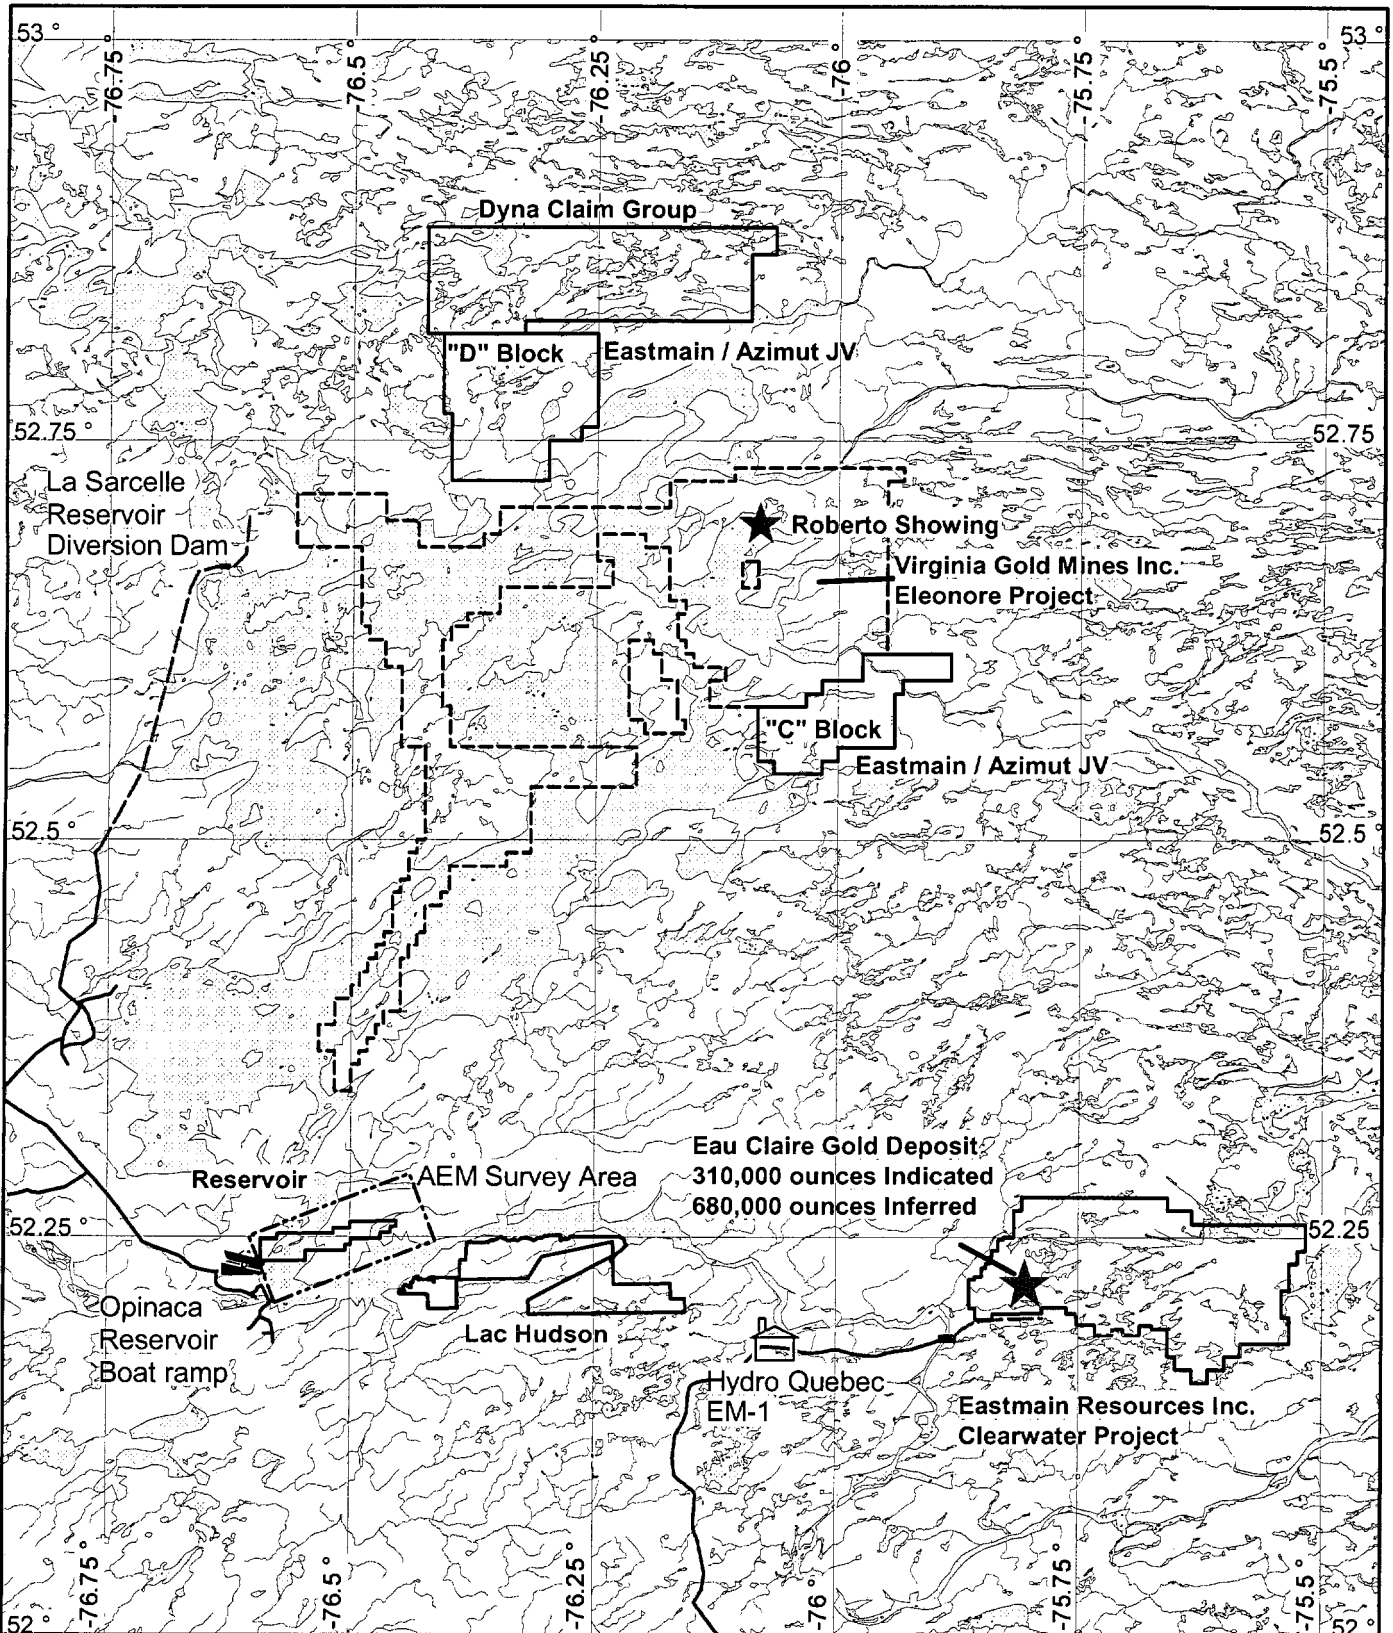 53 °
53 °
-76.75
-76.5
-76.25
-76
-75.75
-75.5
Dyna Claim Group
"D" Block
Eastmain / Azimut JV
52.75 °
52.75
La Sarcelle
Reservoir
Diversion Dam
Roberto Showing
Virginia Gold Mines Inc.
Eleonore Project
"C" Block
Eastmain / Azimut JV
52.5 °
52.5
Eau Claire Gold Deposit
310,000 ounces Indicated
680,000 ounces Inferred
Reservoir
AEM Survey Area
52.25 °
52.25
Opinaca
Reservoir
Boat ramp
Lac Hudson
Hydro Quebec
EM-1
Eastmain Resources Inc.
Clearwater Project
-76.75 °
-76.5 °
-76.25 °
-76 °
-75.75 °
-75.5 °
52 °
52 °